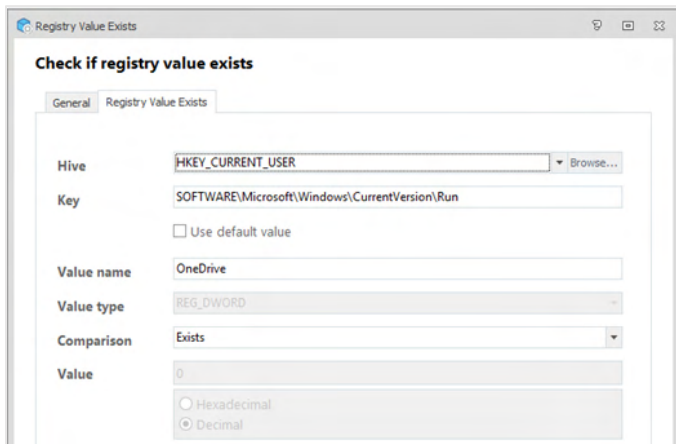 Registry Value Exists
Check if registry value exists
General Registry Value Exists
Hive HKEY_CURRENT_USER Browse...
Key SOFTWARE\Microsoft\Windows\CurrentVersion\Run
Use default value
Value name OneDrive
Value type REG_DWORD
Comparison Exists
Value 0
Hexadecimal
Decimal